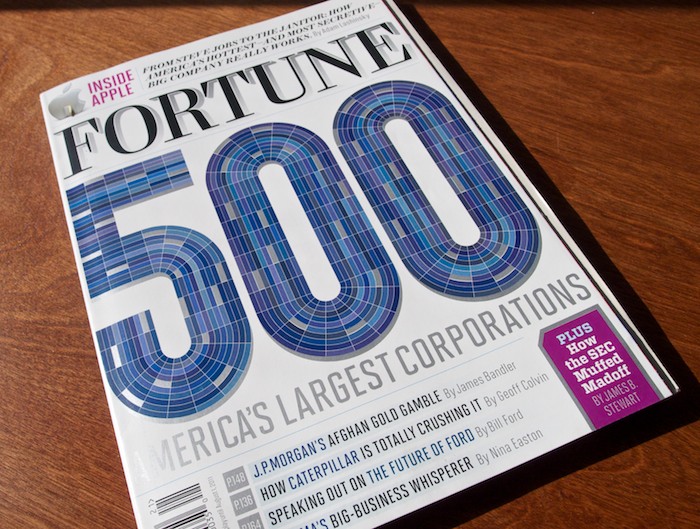 INSIDE
APPLE
FROM STEVE JOBS TO THE JANITOR: HOW
AMERICA'S HOTTEST—AND MOST SECRETIVE—
BIG COMPANY REALLY WORKS. By Adam Lashinsky
FORTUNE
500
AMERICA'S LARGEST CORPORATIONS
PLUS
How
the SEC
Muffed
Madoff
BY JAMES B.
STEWART
P.148 J.P.MORGAN'S AFGHAN GOLD GAMBLE By James Bandler
P.136 HOW CATERPILLAR IS TOTALLY CRUSHING IT By Geoff Colvin
P.164 SPEAKING OUT ON THE FUTURE OF FORD By Bill Ford
BIG-BUSINESS WHISPERER By Nina Easton